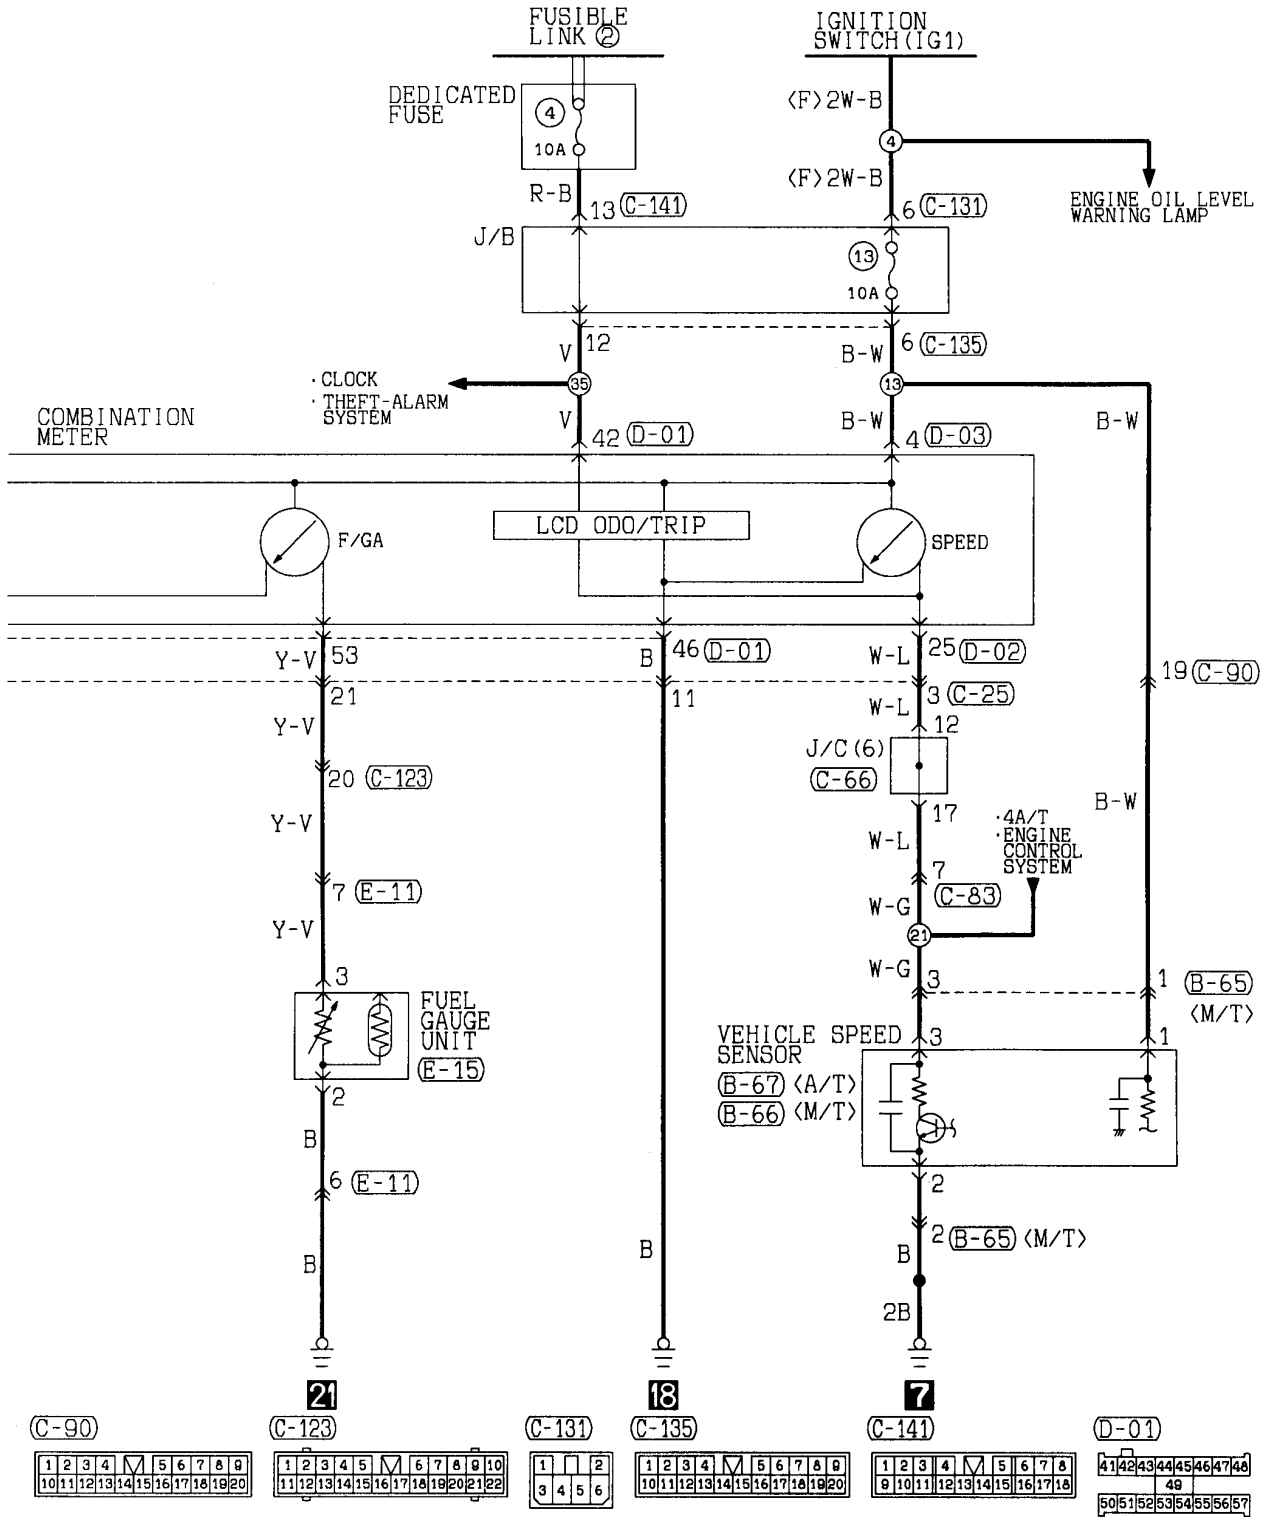 FUSIBLE
LINK ②
IGNITION
SWITCH(IG1)
DEDICATED
FUSE
4
10A
<F>2W-B
4
<F>2W-B
R-B
13 (C-141)
6 (C-131)
ENGINE OIL LEVEL
WARNING LAMP
J/B
13
10A
12
6 (C-135)
V
B-W
· CLOCK
· THEFT-ALARM
SYSTEM
35
13
COMBINATION
METER
V
B-W
B-W
42 (D-01)
4 (D-03)
F/GA
LCD ODO/TRIP
SPEED
Y-V
53
B
46 (D-01)
W-L
25 (D-02)
19 (C-90)
21
11
3 (C-25)
Y-V
W-L
12
J/C(6)
(C-66)
20 (C-123)
17
B-W
Y-V
W-L
·4A/T
·ENGINE
CONTROL
SYSTEM
7
(C-83)
7 (E-11)
W-G
Y-V
21
W-G
3
3
1
(B-65)
<M/T>
FUEL
GAUGE
UNIT
(E-15)
VEHICLE SPEED
SENSOR
3
1
(B-67) <A/T>
(B-66) <M/T>
2
B
6 (E-11)
2
2 (B-65) <M/T>
B
B
B
2B
21
18
7
(C-90)
1 2 3 4 5 6 7 8 9
10 11 12 13 14 15 16 17 18 19 20
(C-123)
1 2 3 4 5 6 7 8 9 10
11 12 13 14 15 16 17 18 19 20 21 22
(C-131)
1 2
3 4 5 6
(C-135)
1 2 3 4 5 6 7 8 9
10 11 12 13 14 15 16 17 18 19 20
(C-141)
1 2 3 4 5 6 7 8
9 10 11 12 13 14 15 16 17 18
(D-01)
41 42 43 44 45 46 47 48
49
50 51 52 53 54 55 56 57